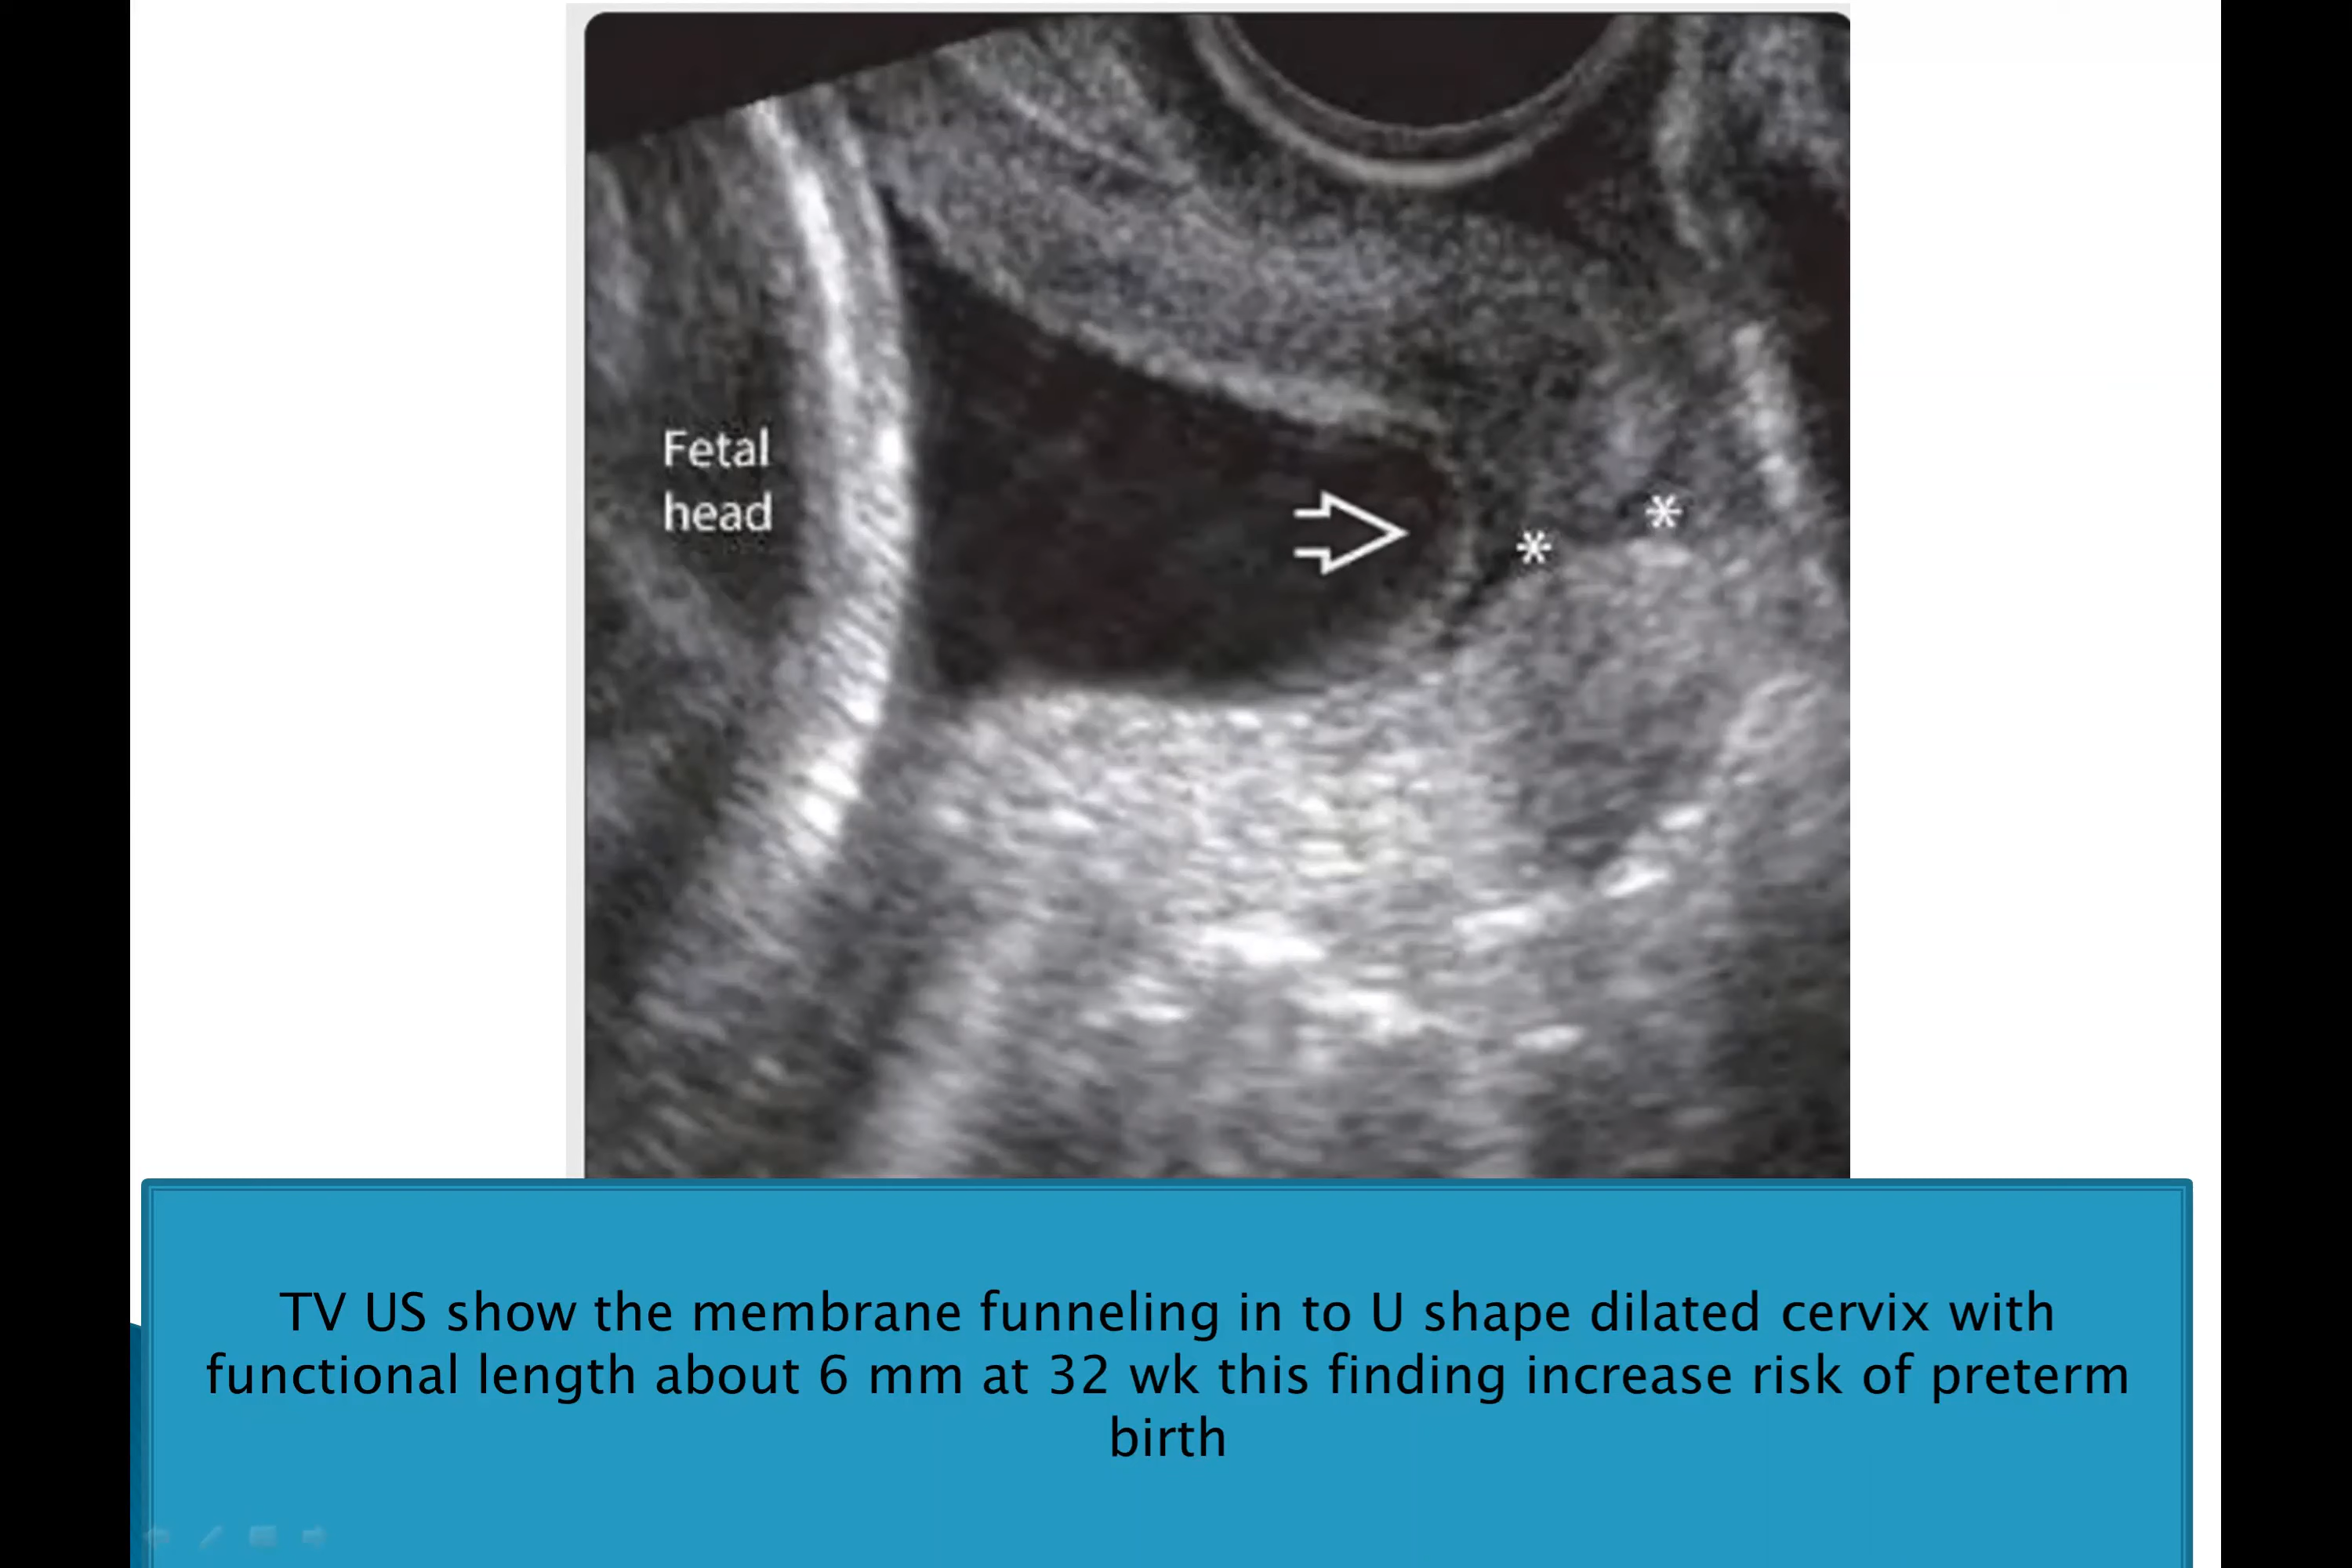 Fetal
head
*
*
TV US show the membrane funneling in to U shape dilated cervix with
functional length about 6 mm at 32 wk this finding increase risk of preterm
birth